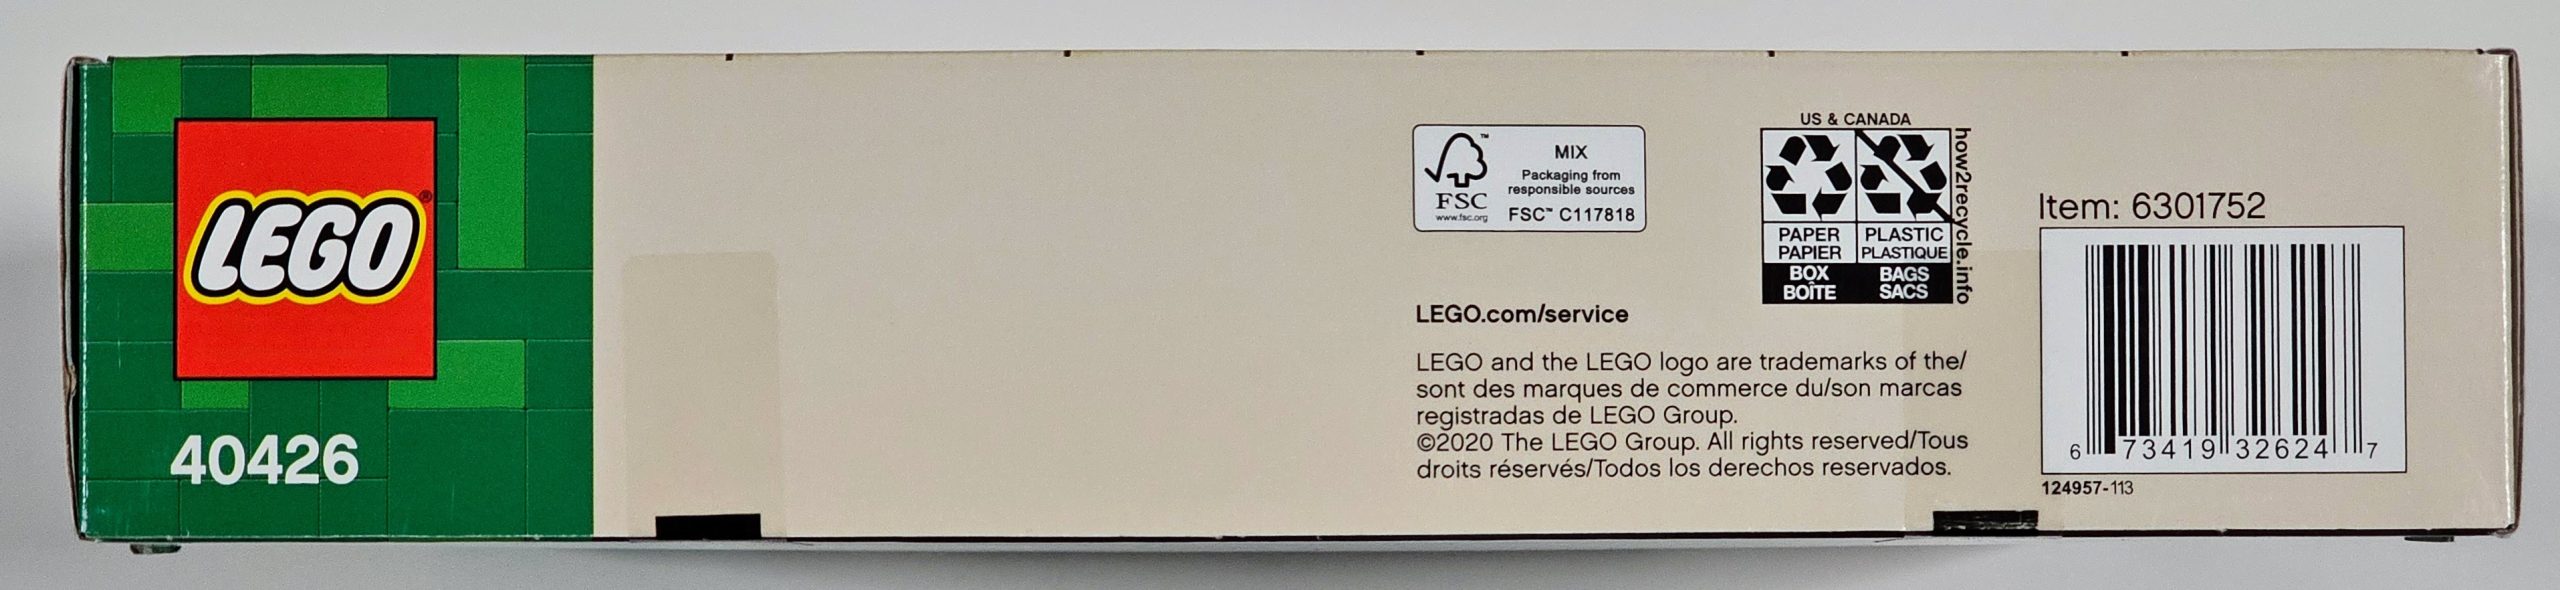 LEGO®
40426
FSC™
www.fsc.org
MIX
Packaging from
responsible sources
FSC™ C117818
LEGO.com/service
LEGO and the LEGO logo are trademarks of the/
sont des marques de commerce du/son marcas
registradas de LEGO Group.
©2020 The LEGO Group. All rights reserved/Tous
droits réservés/Todos los derechos reservados.
US & CANADA
PAPER PLASTIC
PAPIER PLASTIQUE
BOX BAGS
BOÎTE SACS
how2recycle.info
Item: 6301752
6 73419 32624 7
124957-113